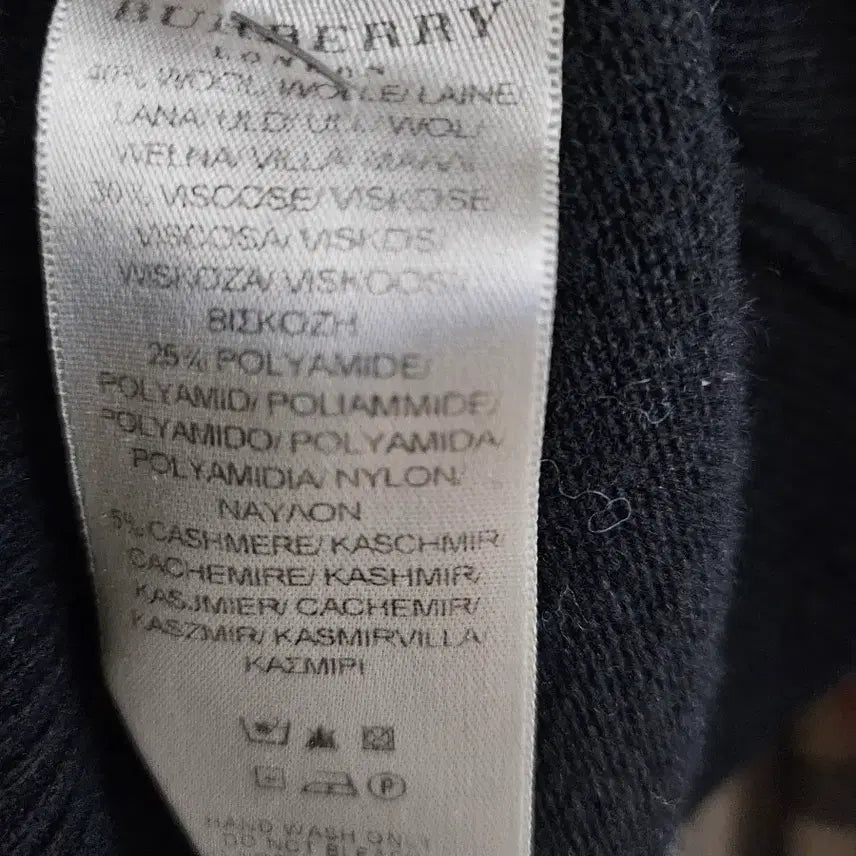 BURBERRY
LONDON
40% WOOL/ WOLLE/ LAINE/
LANA/ ULD/ ULL/ WOL/
WEŁNA/ VILLA/
30% VISCOSE/ VISKOSE/
VISCOSA/ VISKOS/
WISKOZA/ VISKOOSI/
ΒΙΣΚΟΖΗ
25% POLYAMIDE/
POLYAMID/ POLIAMMIDE/
POLYAMIDO/ POLYAMIDA/
POLYAMIDIA/ NYLON/
ΝΑΥΛΟΝ
5% CASHMERE/ KASCHMIR/
CACHEMIRE/ KASHMIR/
KASJMIER/ CACHEMIR/
KASZMIR/ KASMIRVILLA/
ΚΑΣΜΙΡΙ
P
HAND WASH ONLY
DO NOT BLEACH